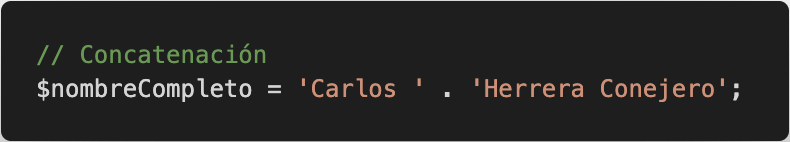 // Concatenación
$nombreCompleto = 'Carlos ' . 'Herrera Conejero';